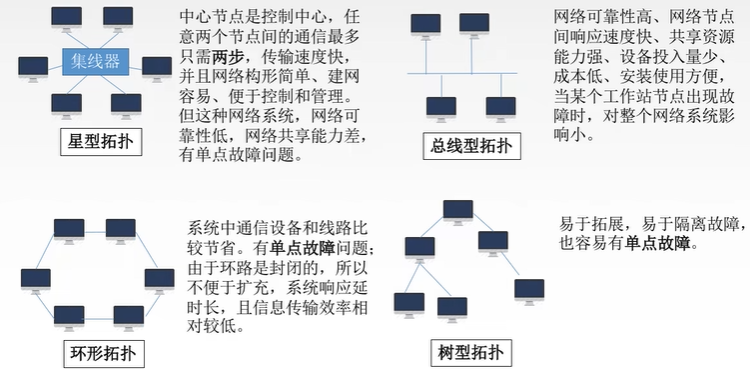 集线器
星型拓扑
中心节点是控制中心，任
意两个节点间的通信最多
只需两步，传输速度快，
并且网络构形简单、建网
容易、便于控制和管理。
但这种网络系统，网络可
靠性低，网络共享能力差，
有单点故障问题。
总线型拓扑
网络可靠性高、网络节点
间响应速度快、共享资源
能力强、设备投入量少、
成本低、安装使用方便，
当某个工作站节点出现故
障时，对整个网络系统影
响小。
环形拓扑
系统中通信设备和线路比
较节省。有单点故障问题；
由于环路是封闭的，所以
不便于扩充，系统响应延
时长，且信息传输效率相
对较低。
树型拓扑
易于拓展，易于隔离故障，
也容易有单点故障。